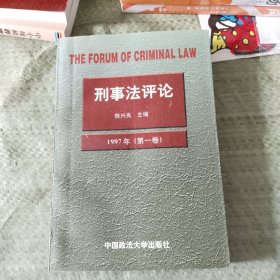 THE FORUM OF CRIMINAL LAW
刑事法评论
陈兴良 主编
1997年(第一卷)
中国政法大学出版社